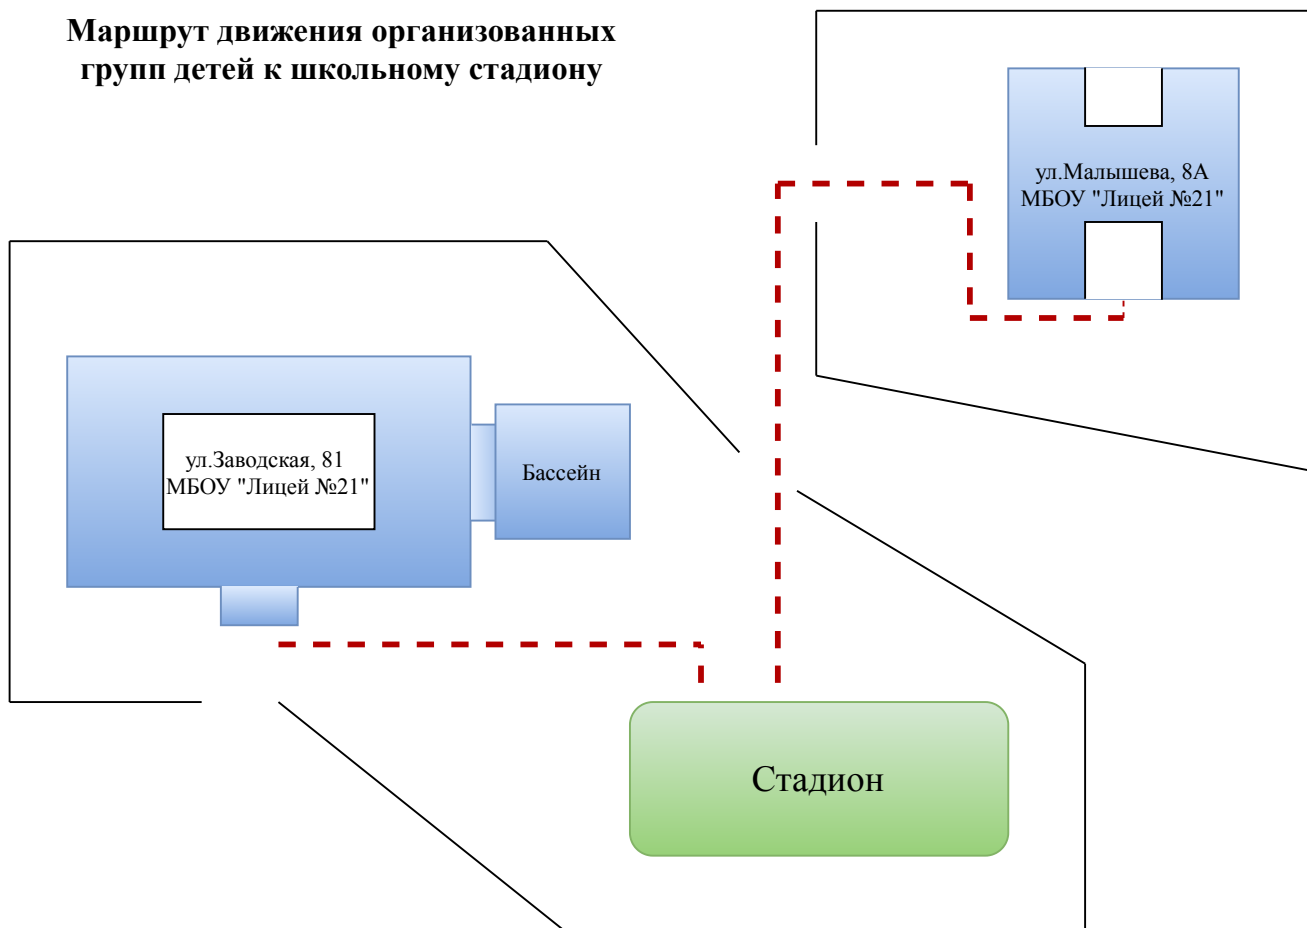 Маршрут движения организованных
групп детей к школьному стадиону
ул.Малышева, 8А
МБОУ "Лицей №21"
ул.Заводская, 81
МБОУ "Лицей №21"
Бассейн
Стадион